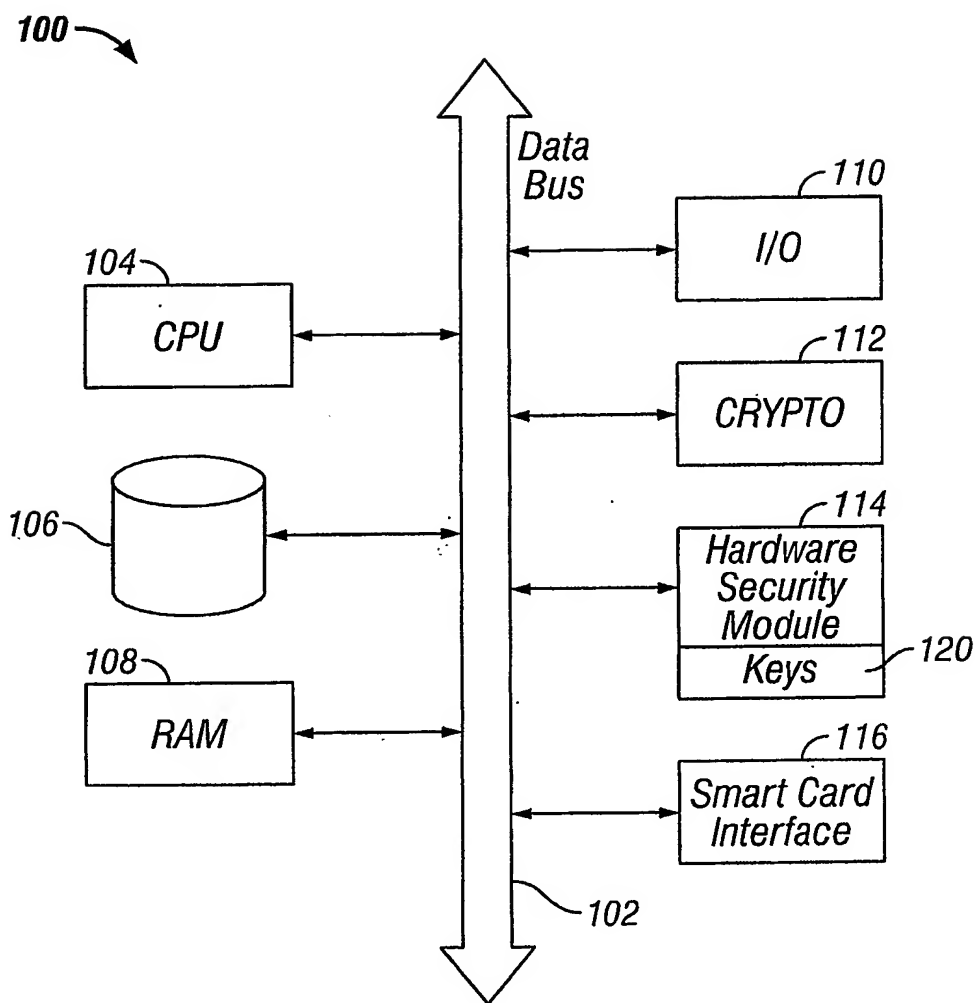 100
Data
Bus
110
I/O
104
CPU
112
CRYPTO
106
114
Hardware
Security
Module
Keys
120
108
RAM
116
Smart Card
Interface
102